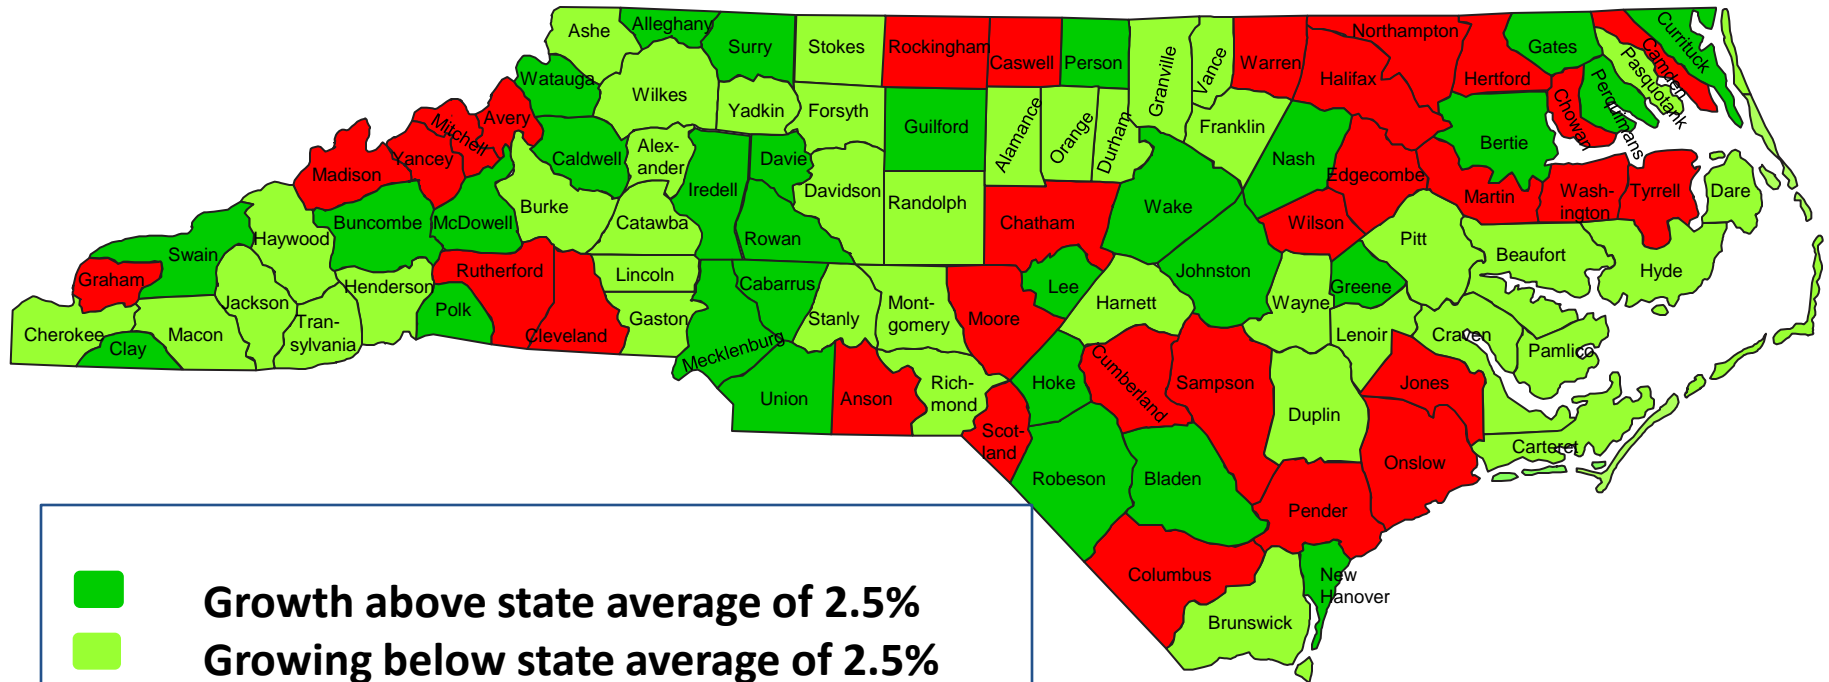 Ashe
Alleghany
Surry
Stokes
Rockingham
Caswell
Person
Granville
Vance
Warren
Northampton
Halifax
Hertford
Gates
Currituck
Camden
Pasquotank
Perquimans
Chowan
Watauga
Wilkes
Yadkin
Forsyth
Guilford
Alamance
Orange
Durham
Franklin
Nash
Edgecombe
Bertie
Martin
Wash-
ington
Tyrrell
Dare
Avery
Mitchell
Yancey
Madison
Caldwell
Alex-
ander
Iredell
Davie
Davidson
Randolph
Chatham
Wake
Wilson
Pitt
Beaufort
Hyde
Burke
McDowell
Buncombe
Haywood
Swain
Graham
Catawba
Rowan
Lincoln
Cabarrus
Lee
Johnston
Harnett
Wayne
Greene
Rutherford
Henderson
Jackson
Tran-
sylvania
Macon
Cherokee
Clay
Polk
Cleveland
Gaston
Mecklenburg
Stanly
Mont-
gomery
Moore
Lenoir
Craven
Pamlico
Union
Anson
Rich-
mond
Scot-
land
Hoke
Cumberland
Sampson
Duplin
Jones
Onslow
Carteret
Robeson
Bladen
Pender
Columbus
Brunswick
New
Hanover
Growth above state average of 2.5%
Growing below state average of 2.5%